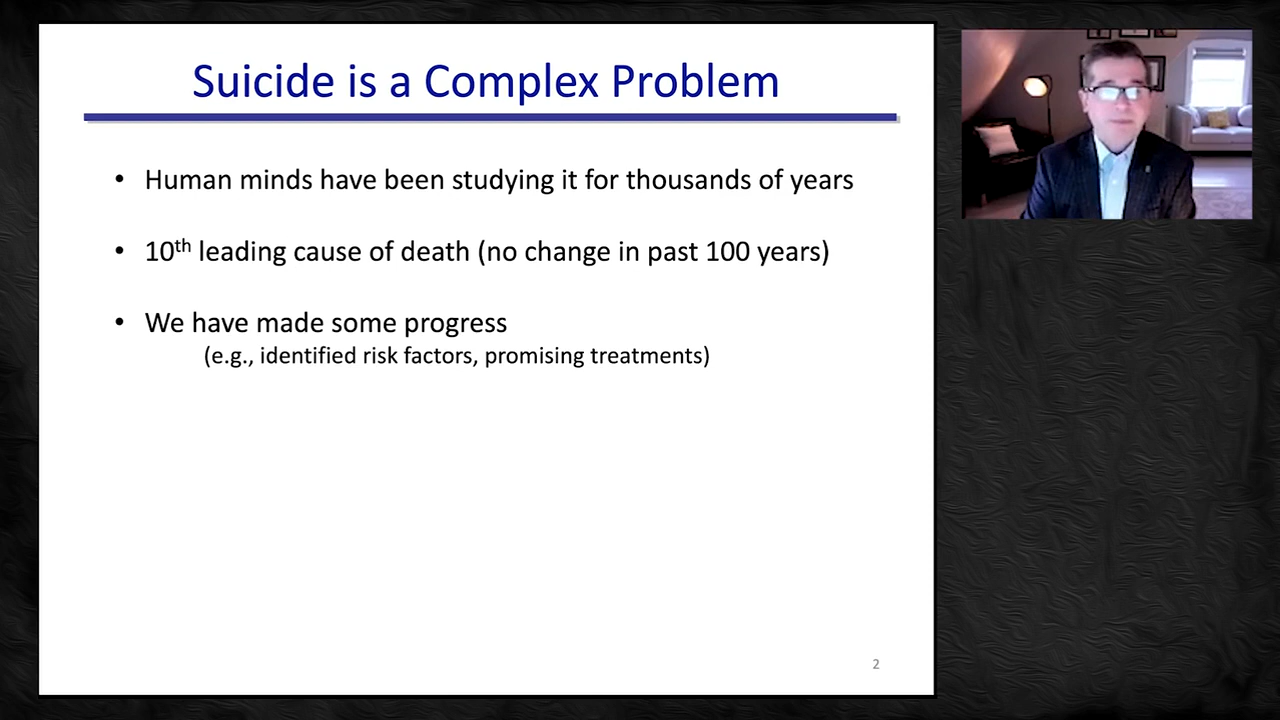 Suicide is a Complex Problem
• Human minds have been studying it for thousands of years
• 10th leading cause of death (no change in past 100 years)
• We have made some progress
(e.g., identified risk factors, promising treatments)
2